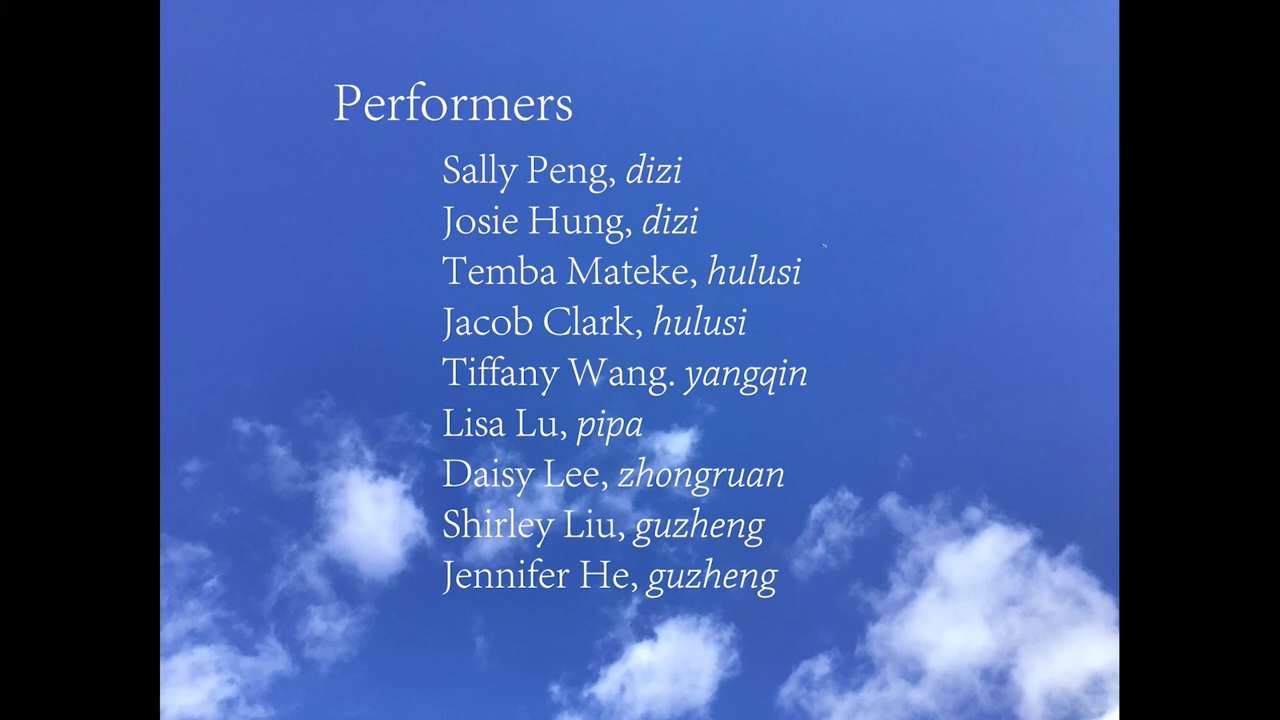 Performers
Sally Peng, dizi
Josie Hung, dizi
Temba Mateke, hulusi
Jacob Clark, hulusi
Tiffany Wang. yangqin
Lisa Lu, pipa
Daisy Lee, zhongruan
Shirley Liu, guzheng
Jennifer He, guzheng